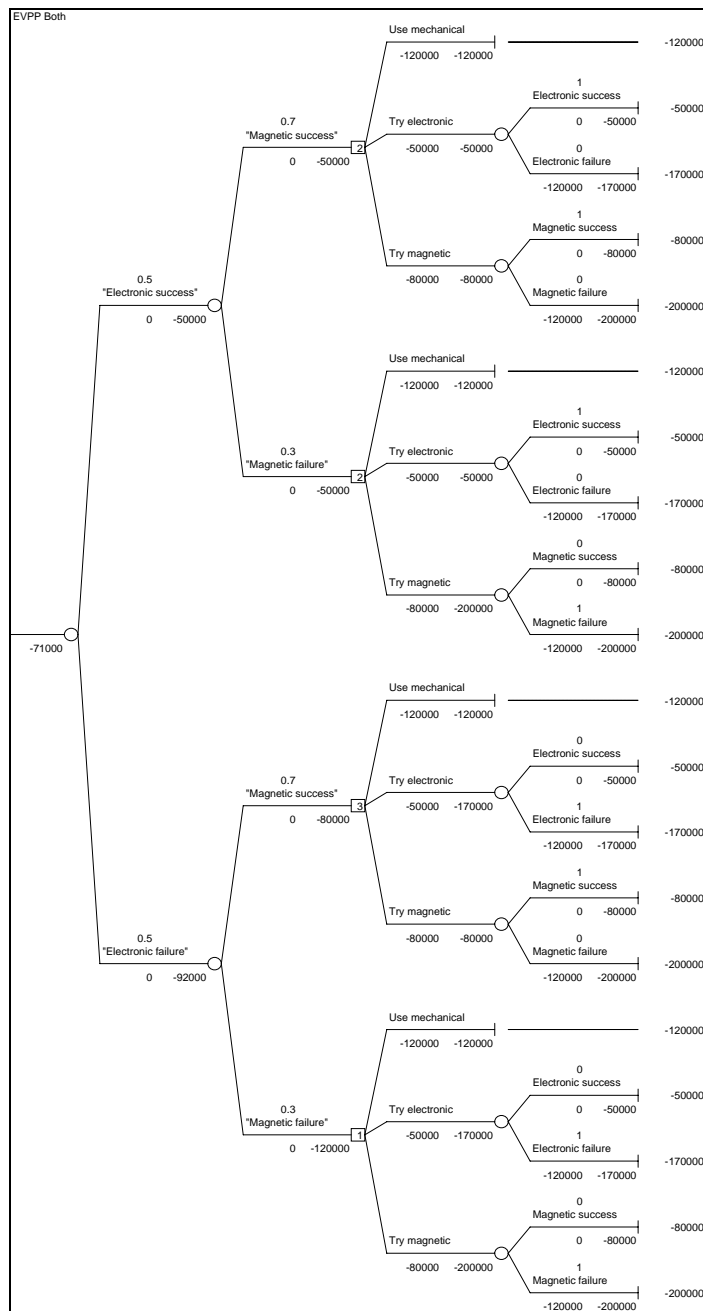 EVPP Both
Use mechanical
-120000 -120000 -120000
1
Electronic success
0 -50000 -50000
0.7
"Magnetic success"
0 -50000 2
Try electronic
-50000 -50000
0
Electronic failure
-120000 -170000 -170000
1
Magnetic success
0 -80000 -80000
Try magnetic
-80000 -80000
0
Magnetic failure
-120000 -200000 -200000
0.5
"Electronic success"
0 -50000
Use mechanical
-120000 -120000 -120000
1
Electronic success
0 -50000 -50000
0.3
"Magnetic failure"
0 -50000 2
Try electronic
-50000 -50000
0
Electronic failure
-120000 -170000 -170000
0
Magnetic success
0 -80000 -80000
Try magnetic
-80000 -200000
1
Magnetic failure
-120000 -200000 -200000
-71000
Use mechanical
-120000 -120000 -120000
0
Electronic success
0 -50000 -50000
0.7
"Magnetic success"
0 -80000 3
Try electronic
-50000 -170000
1
Electronic failure
-120000 -170000 -170000
1
Magnetic success
0 -80000 -80000
Try magnetic
-80000 -80000
0
Magnetic failure
-120000 -200000 -200000
0.5
"Electronic failure"
0 -92000
Use mechanical
-120000 -120000 -120000
0
Electronic success
0 -50000 -50000
0.3
"Magnetic failure"
0 -120000 1
Try electronic
-50000 -170000
1
Electronic failure
-120000 -170000 -170000
0
Magnetic success
0 -80000 -80000
Try magnetic
-80000 -200000
1
Magnetic failure
-120000 -200000 -200000